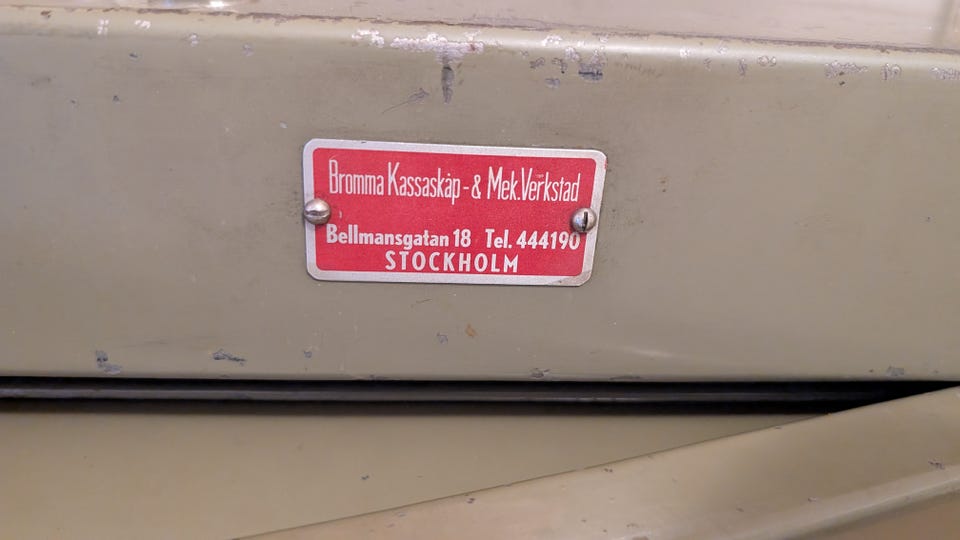 Bromma Kassaskåp - & Mek.Verkstad
Bellmansgatan 18 Tel. 444190
STOCKHOLM